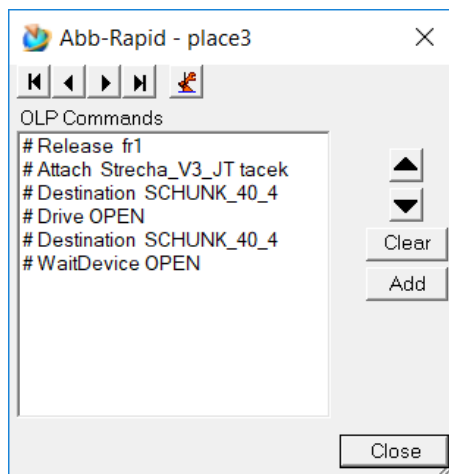 Abb-Rapid - place3
OLP Commands
# Release fr1
# Attach Strecha_V3_JT tacek
# Destination SCHUNK_40_4
# Drive OPEN
# Destination SCHUNK_40_4
# WaitDevice OPEN
Clear
Add
Close